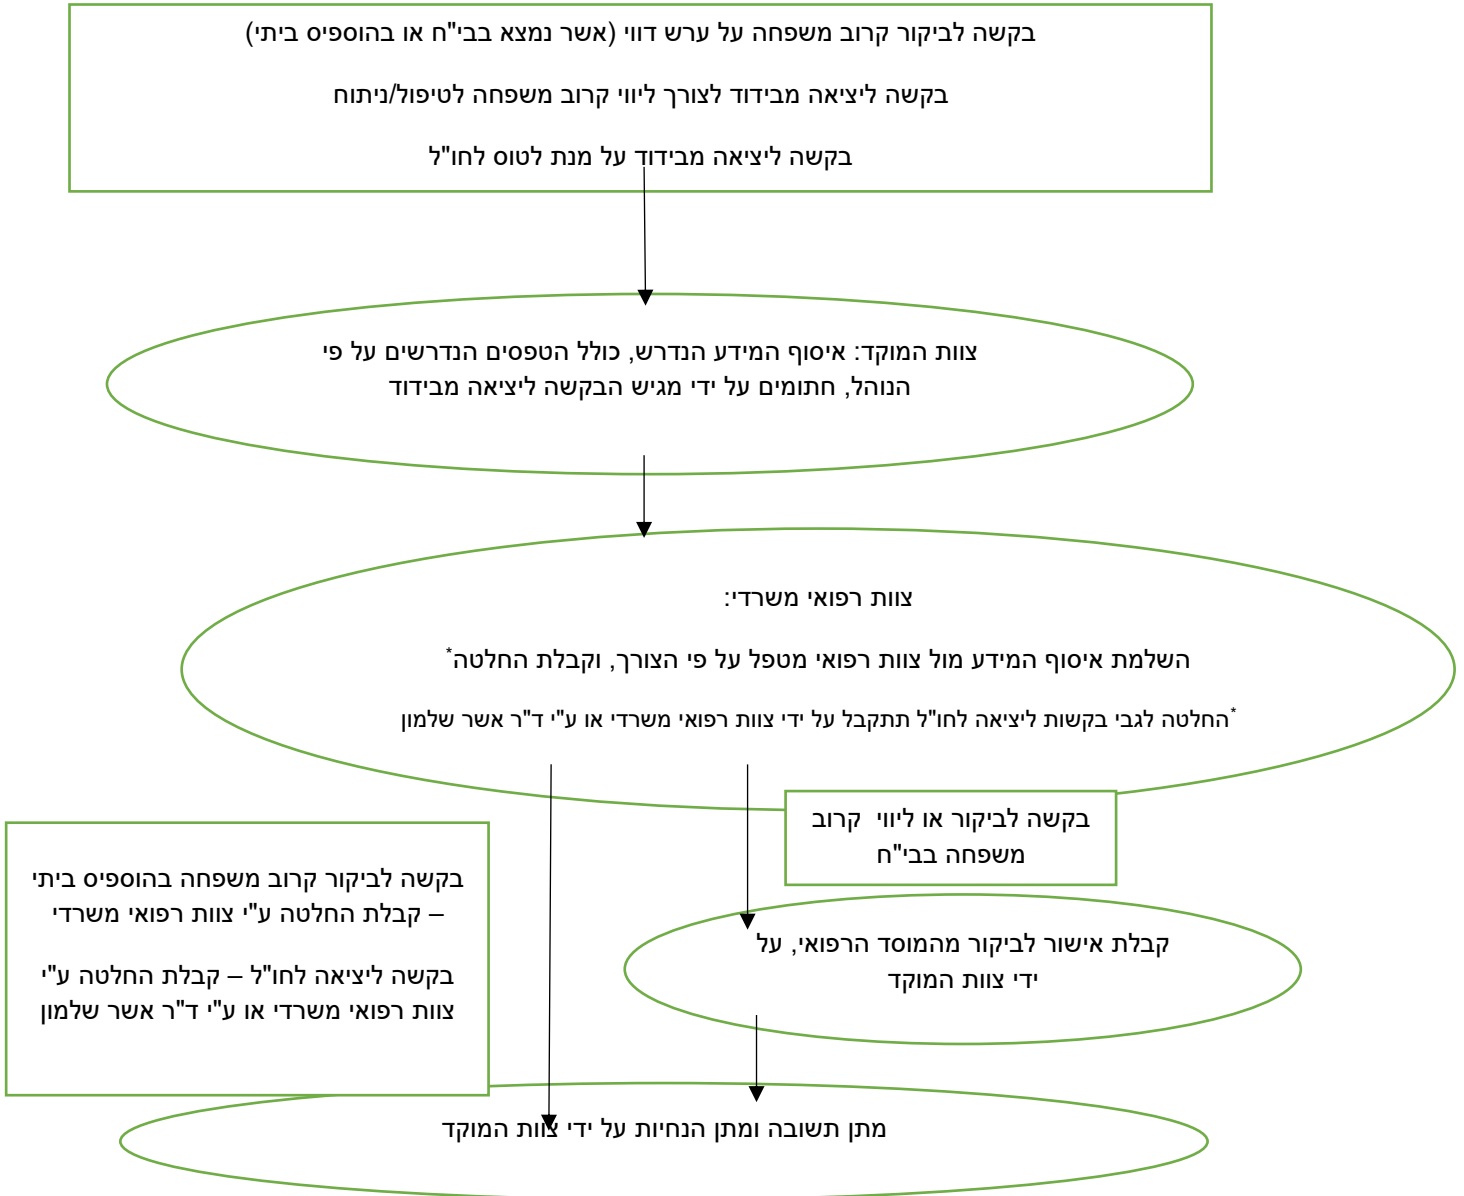 בקשה לביקור קרוב משפחה על ערש דווי (אשר נמצא בבי"ח או בהוספיס ביתי)
בקשה ליציאה מבידוד לצורך ליווי קרוב משפחה לטיפול/ניתוח
בקשה ליציאה מבידוד על מנת לטוס לחו"ל
צוות המוקד: איסוף המידע הנדרש, כולל הטפסים הנדרשים על פי
הנוהל, חתומים על ידי מגיש הבקשה ליציאה מבידוד
צוות רפואי משרדי:
השלמת איסוף המידע מול צוות רפואי מטפל על פי הצורך, וקבלת החלטה*
*החלטה לגבי בקשות ליציאה לחו"ל תתקבל על ידי צוות רפואי משרדי או ע"י ד"ר אשר שלמון
בקשה לביקור או ליווי  קרוב
משפחה בבי"ח
בקשה לביקור קרוב משפחה בהוספיס ביתי
– קבלת החלטה ע"י צוות רפואי משרדי
בקשה ליציאה לחו"ל – קבלת החלטה ע"י
צוות רפואי משרדי או ע"י ד"ר אשר שלמון
קבלת אישור לביקור מהמוסד הרפואי, על
ידי צוות המוקד
מתן תשובה ומתן הנחיות על ידי צוות המוקד